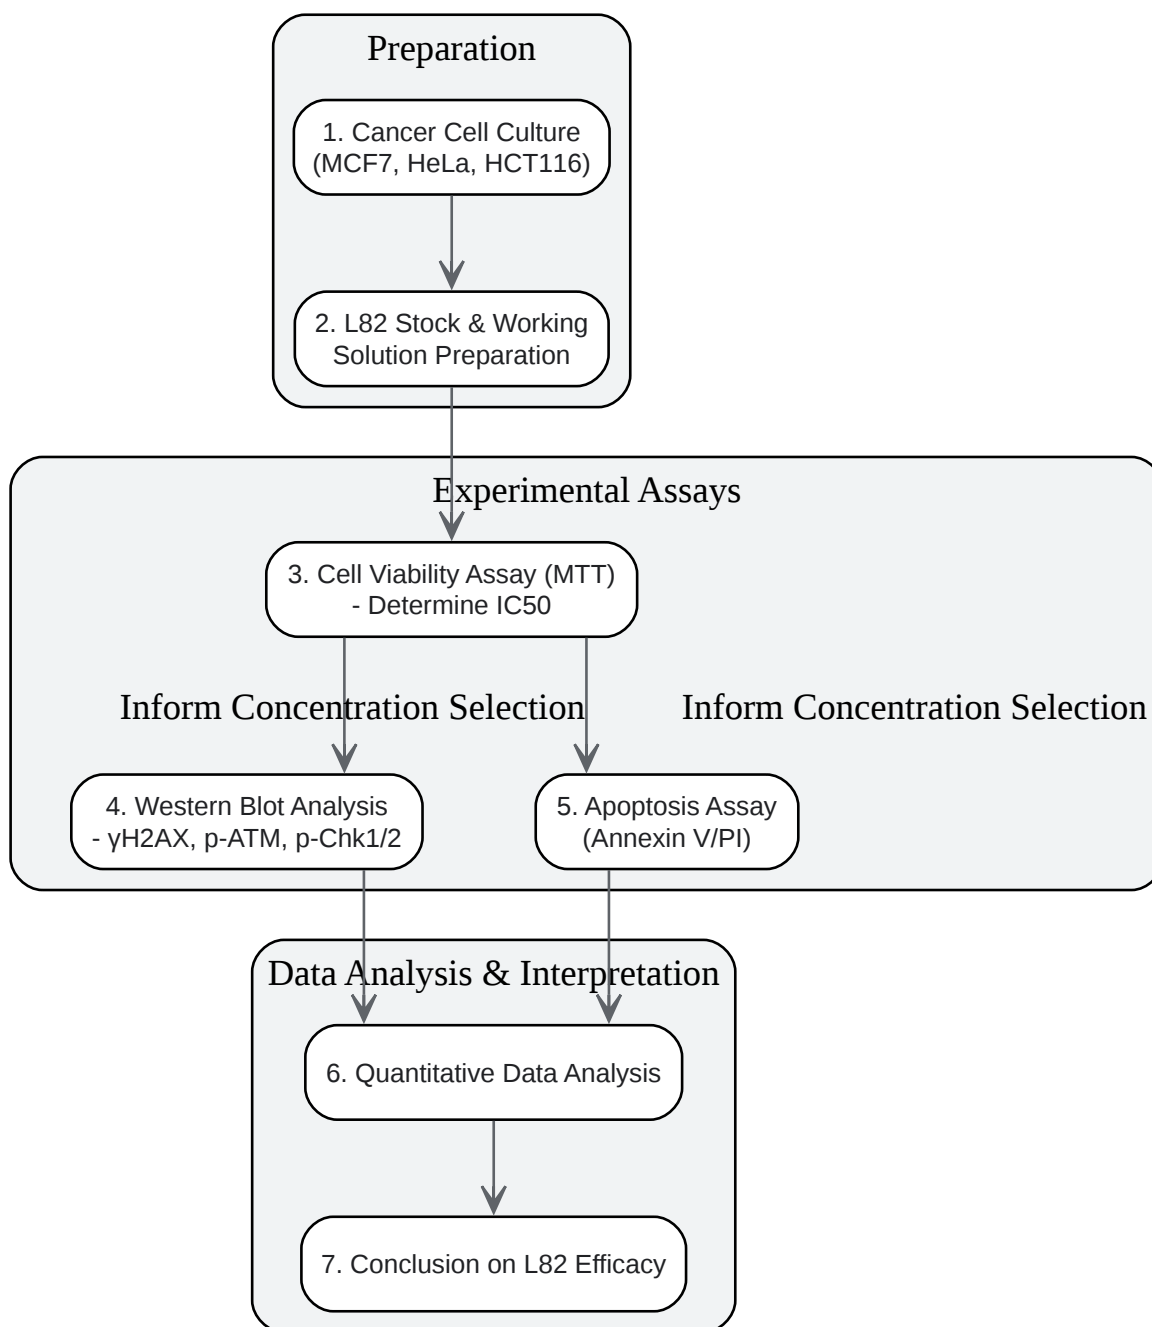 Preparation
1. Cancer Cell Culture
(MCF7, HeLa, HCT116)
2. L82 Stock & Working
Solution Preparation
Experimental Assays
3. Cell Viability Assay (MTT)
- Determine IC50
Inform Concentration Selection
Inform Concentration Selection
4. Western Blot Analysis
- γH2AX, p-ATM, p-Chk1/2
5. Apoptosis Assay
(Annexin V/PI)
Data Analysis & Interpretation
6. Quantitative Data Analysis
7. Conclusion on L82 Efficacy